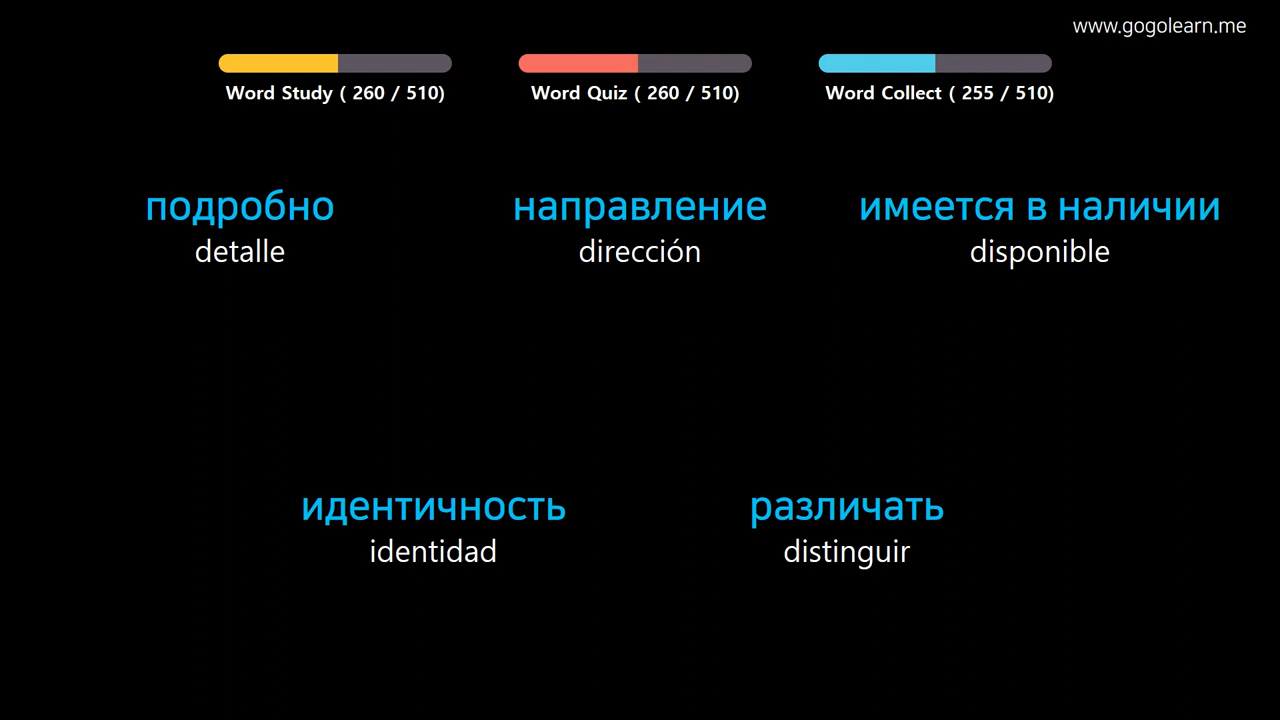 www.gogolearn.me
Word Study ( 260 / 510)
Word Quiz ( 260 / 510)
Word Collect ( 255 / 510)
подробно
detalle
направление
dirección
имеется в наличии
disponible
идентичность
identidad
различать
distinguir